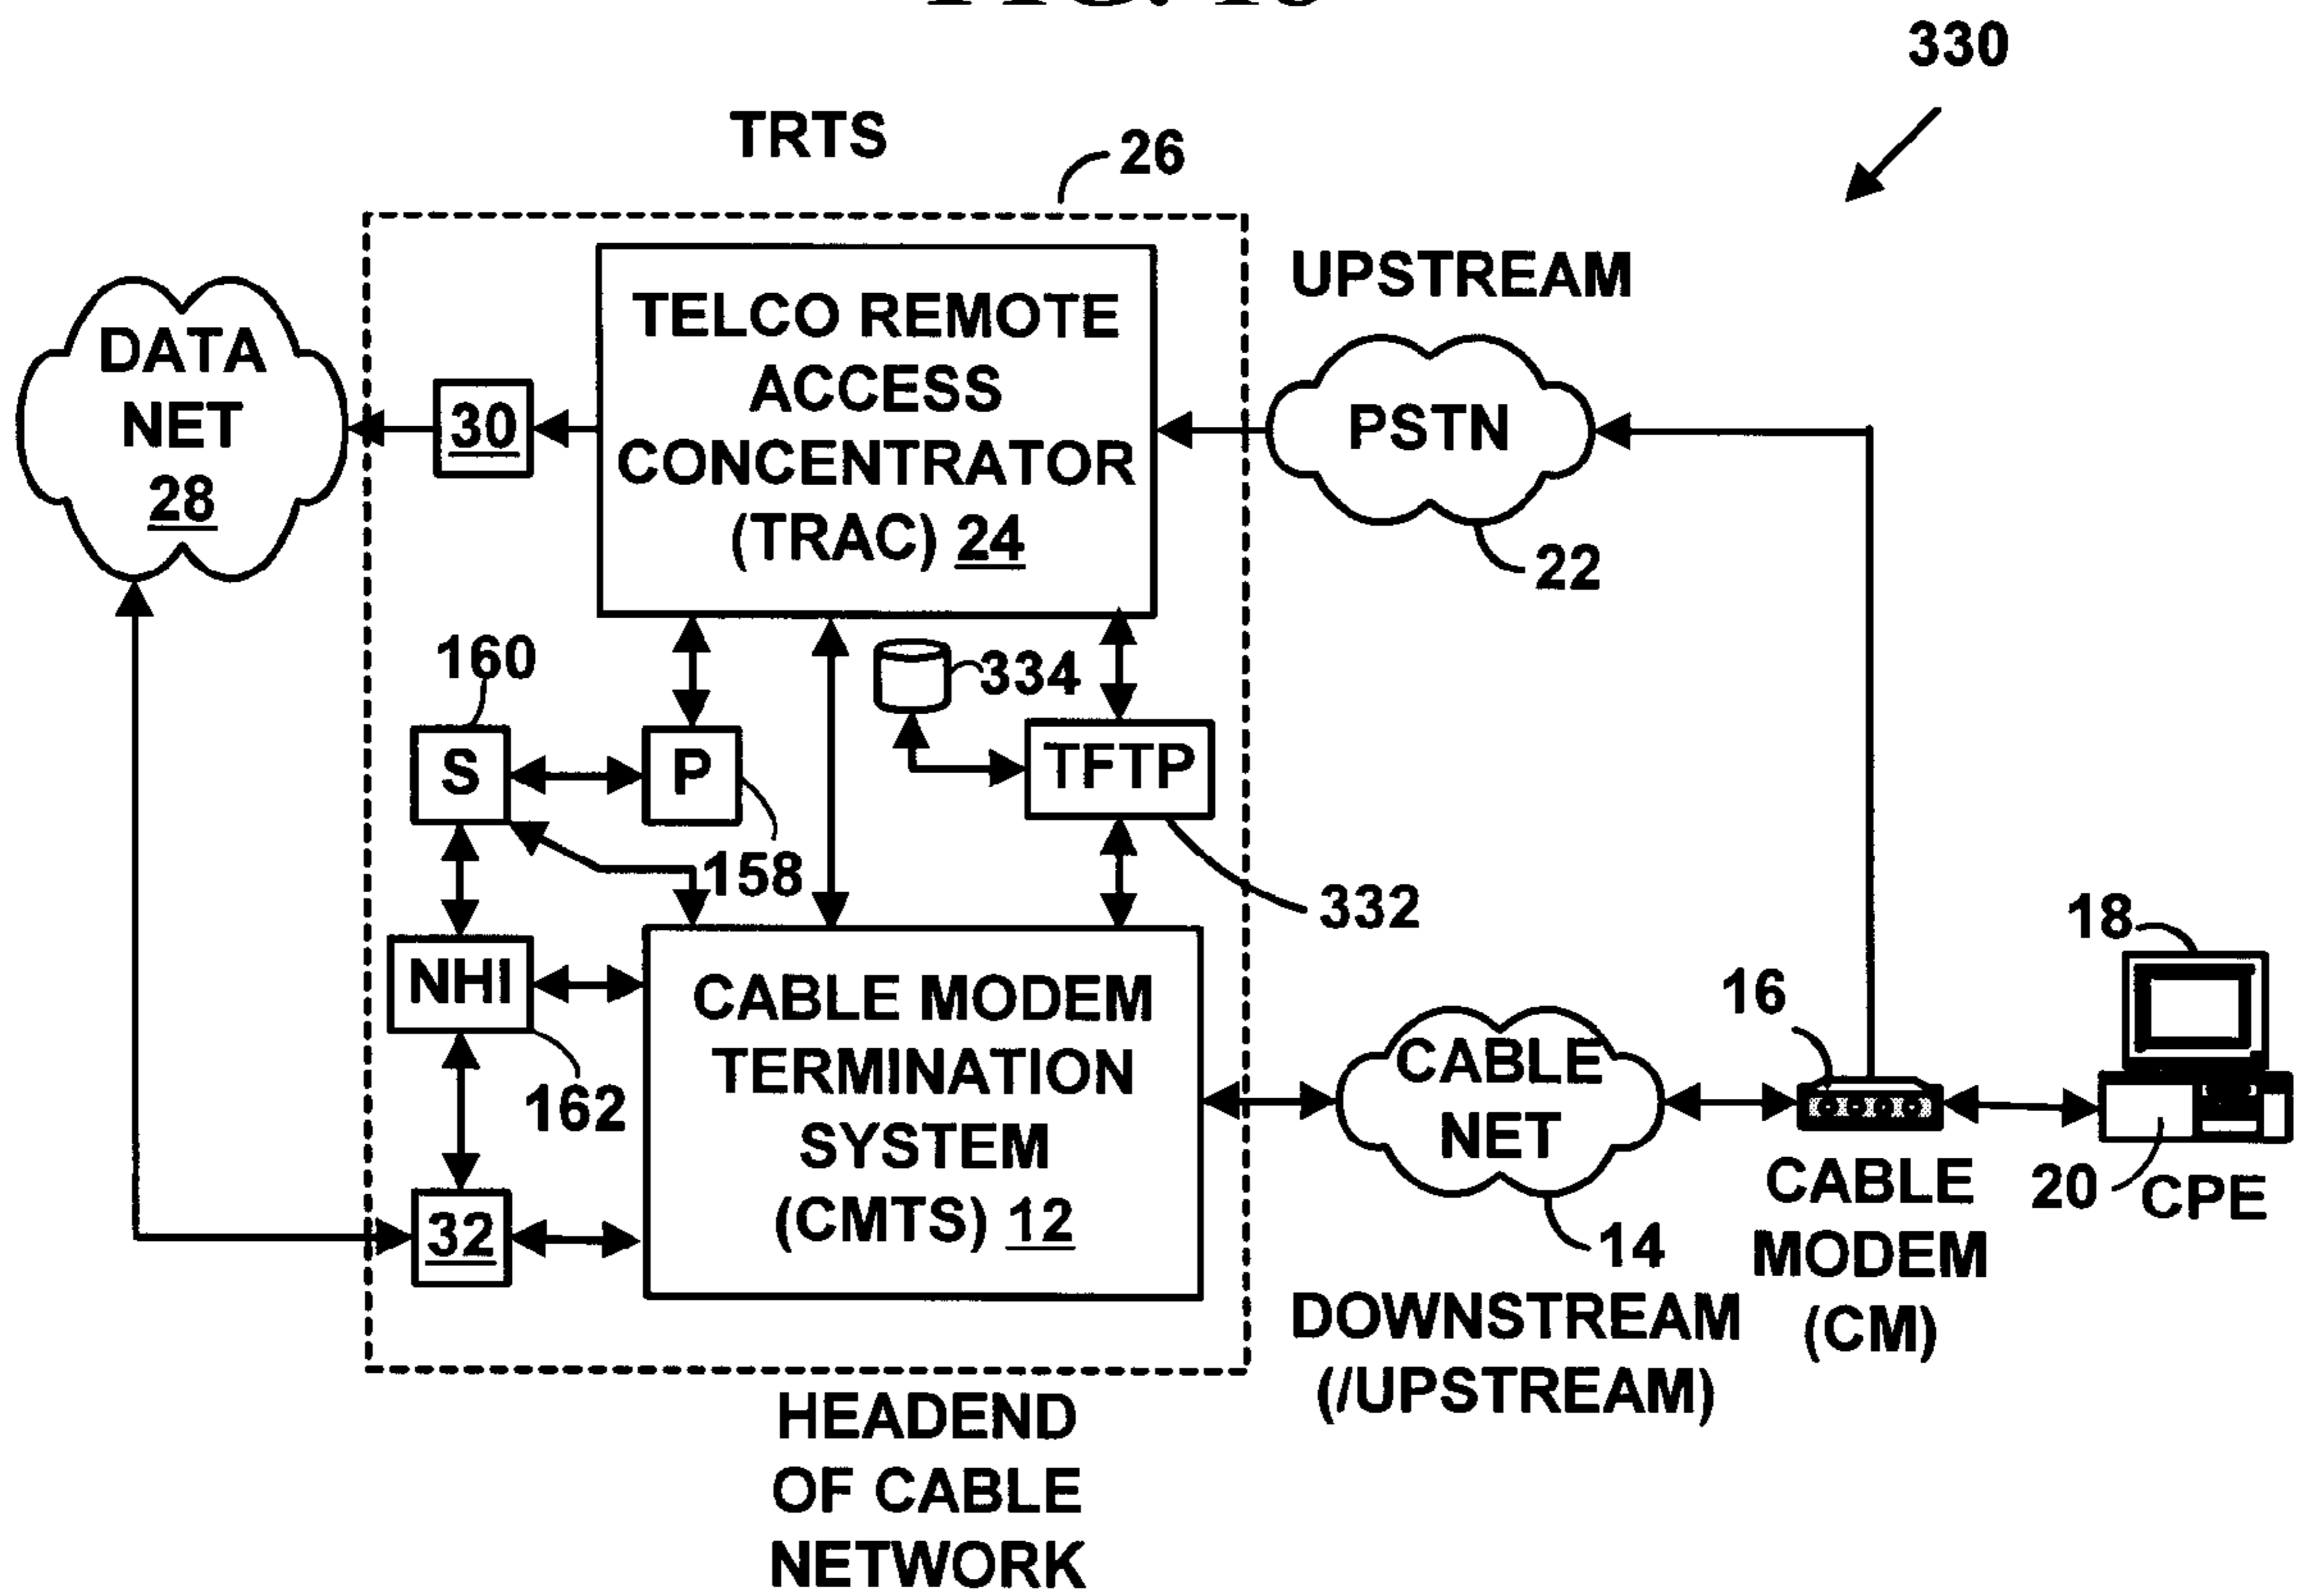 330
TRTS
26
UPSTREAM
DATA
NET
28
30
TELCO REMOTE
ACCESS
CONCENTRATOR
(TRAC) 24
PSTN
22
160
334
S
P
TFTP
158
332
18
NHI
162
32
CABLE MODEM
TERMINATION
SYSTEM
(CMTS) 12
CABLE
NET
14
16
20
CPE
CABLE
MODEM
(CM)
DOWNSTREAM
(/UPSTREAM)
HEADEND
OF CABLE
NETWORK